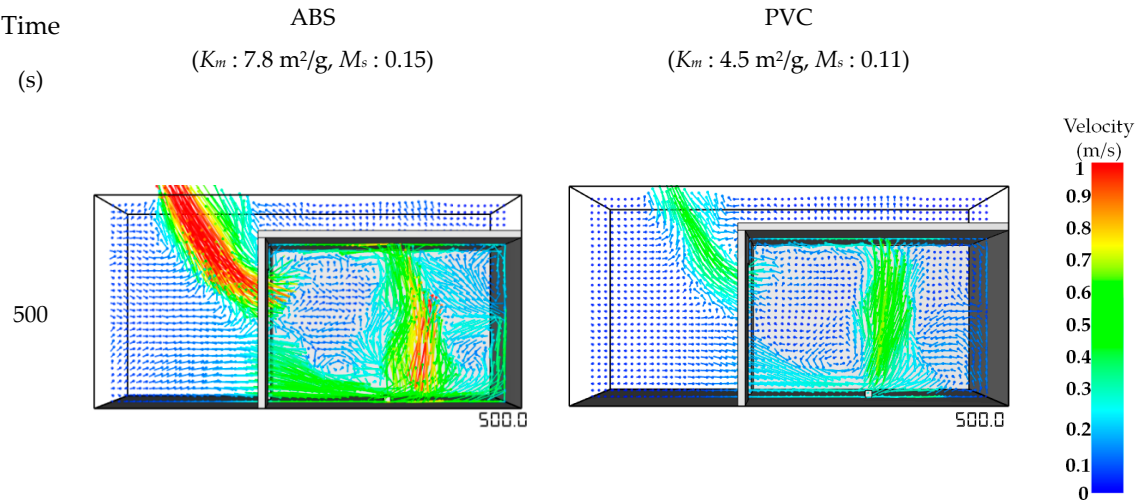 Time
(s)
ABS
(Km : 7.8 m²/g, Ms : 0.15)
PVC
(Km : 4.5 m²/g, Ms : 0.11)
500
500.0
500.0
Velocity
(m/s)
1
0.9
0.8
0.7
0.6
0.5
0.4
0.3
0.2
0.1
0